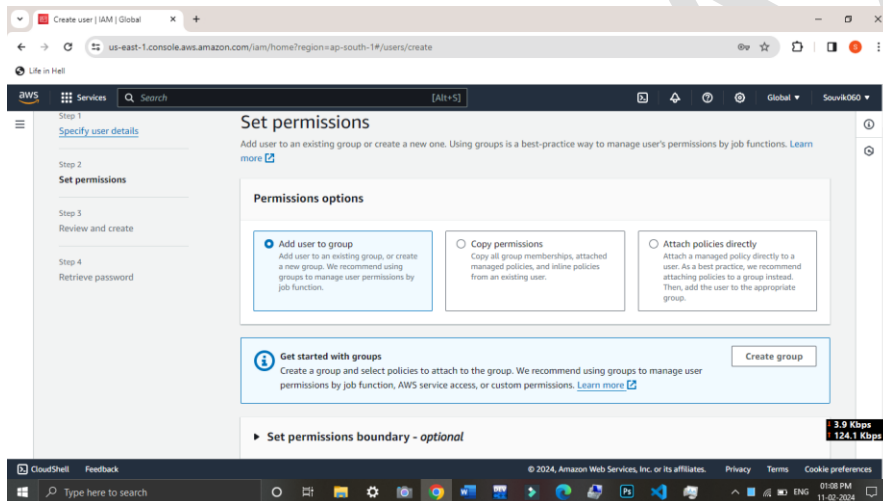 Create user | IAM | Global
us-east-1.console.aws.amazon.com/iam/home?region=ap-south-1#/users/create
S
Life in Hell
aws
Services
Search
[Alt+S]
Global
Souvik060
Step 1
Specify user details
Step 2
Set permissions
Step 3
Review and create
Step 4
Retrieve password
Set permissions
Add user to an existing group or create a new one. Using groups is a best-practice way to manage user's permissions by job functions. Learn
more
Permissions options
Add user to group
Add user to an existing group, or create
a new group. We recommend using
groups to manage user permissions by
job function.
Copy permissions
Copy all group memberships, attached
managed policies, and inline policies
from an existing user.
Attach policies directly
Attach a managed policy directly to a
user. As a best practice, we recommend
attaching policies to a group instead.
Then, add the user to the appropriate
group.
Get started with groups
Create a group and select policies to attach to the group. We recommend using groups to manage user
permissions by job function, AWS service access, or custom permissions. Learn more
Create group
Set permissions boundary - optional
3.9 Kbps
124.1 Kbps
CloudShell
Feedback
© 2024, Amazon Web Services, Inc. or its affiliates.
Privacy
Terms
Cookie preferences
Type here to search
Ps
ENG
01:08 PM
11-02-2024